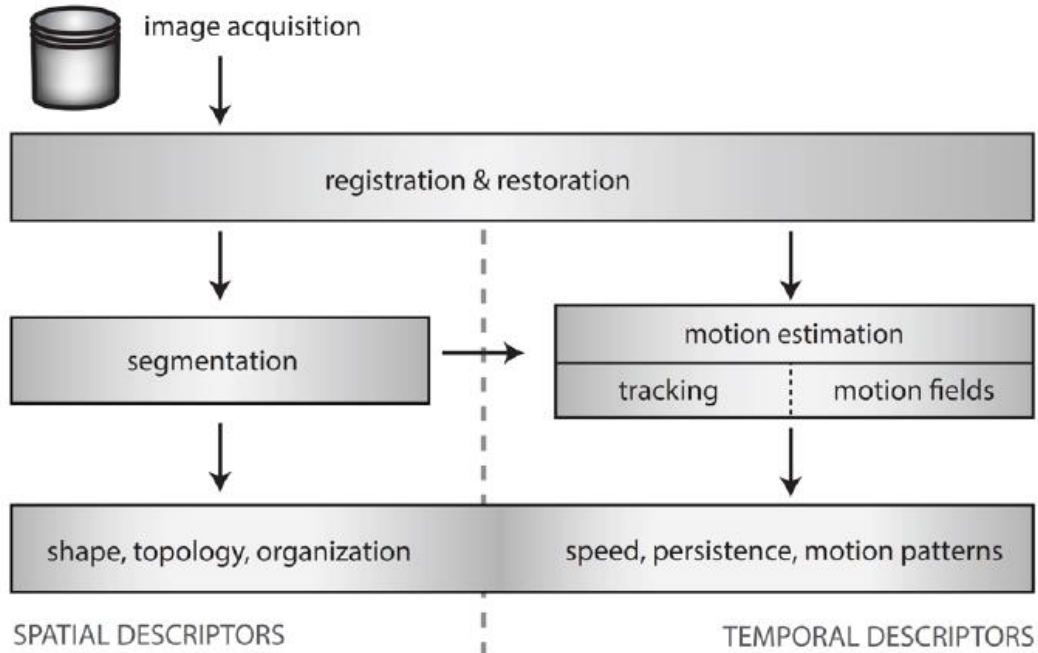 image acquisition
registration & restoration
segmentation
motion estimation
tracking
motion fields
shape, topology, organization
speed, persistence, motion patterns
SPATIAL DESCRIPTORS
TEMPORAL DESCRIPTORS